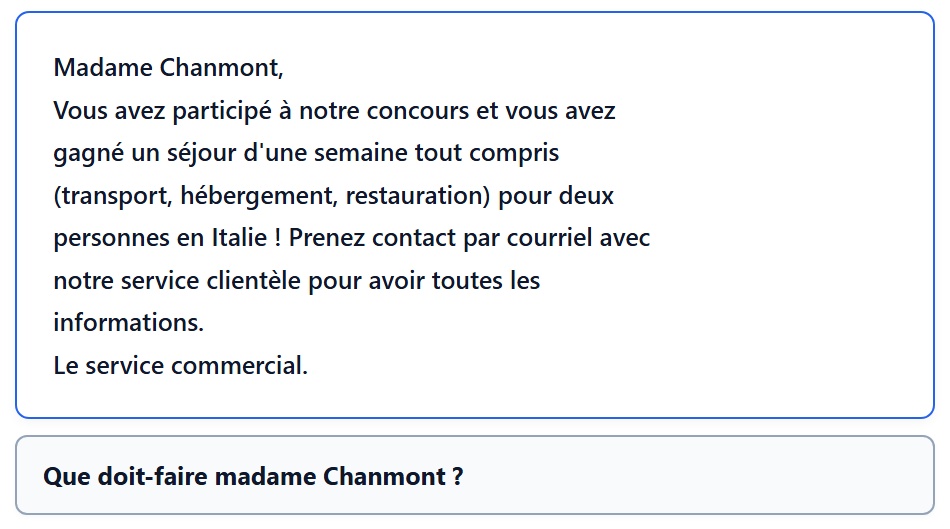 Madame Chanmont,
Vous avez participé à notre concours et vous avez
gagné un séjour d'une semaine tout compris
(transport, hébergement, restauration) pour deux
personnes en Italie ! Prenez contact par courriel avec
notre service clientèle pour avoir toutes les
informations.
Le service commercial.
Que doit-faire madame Chanmont ?